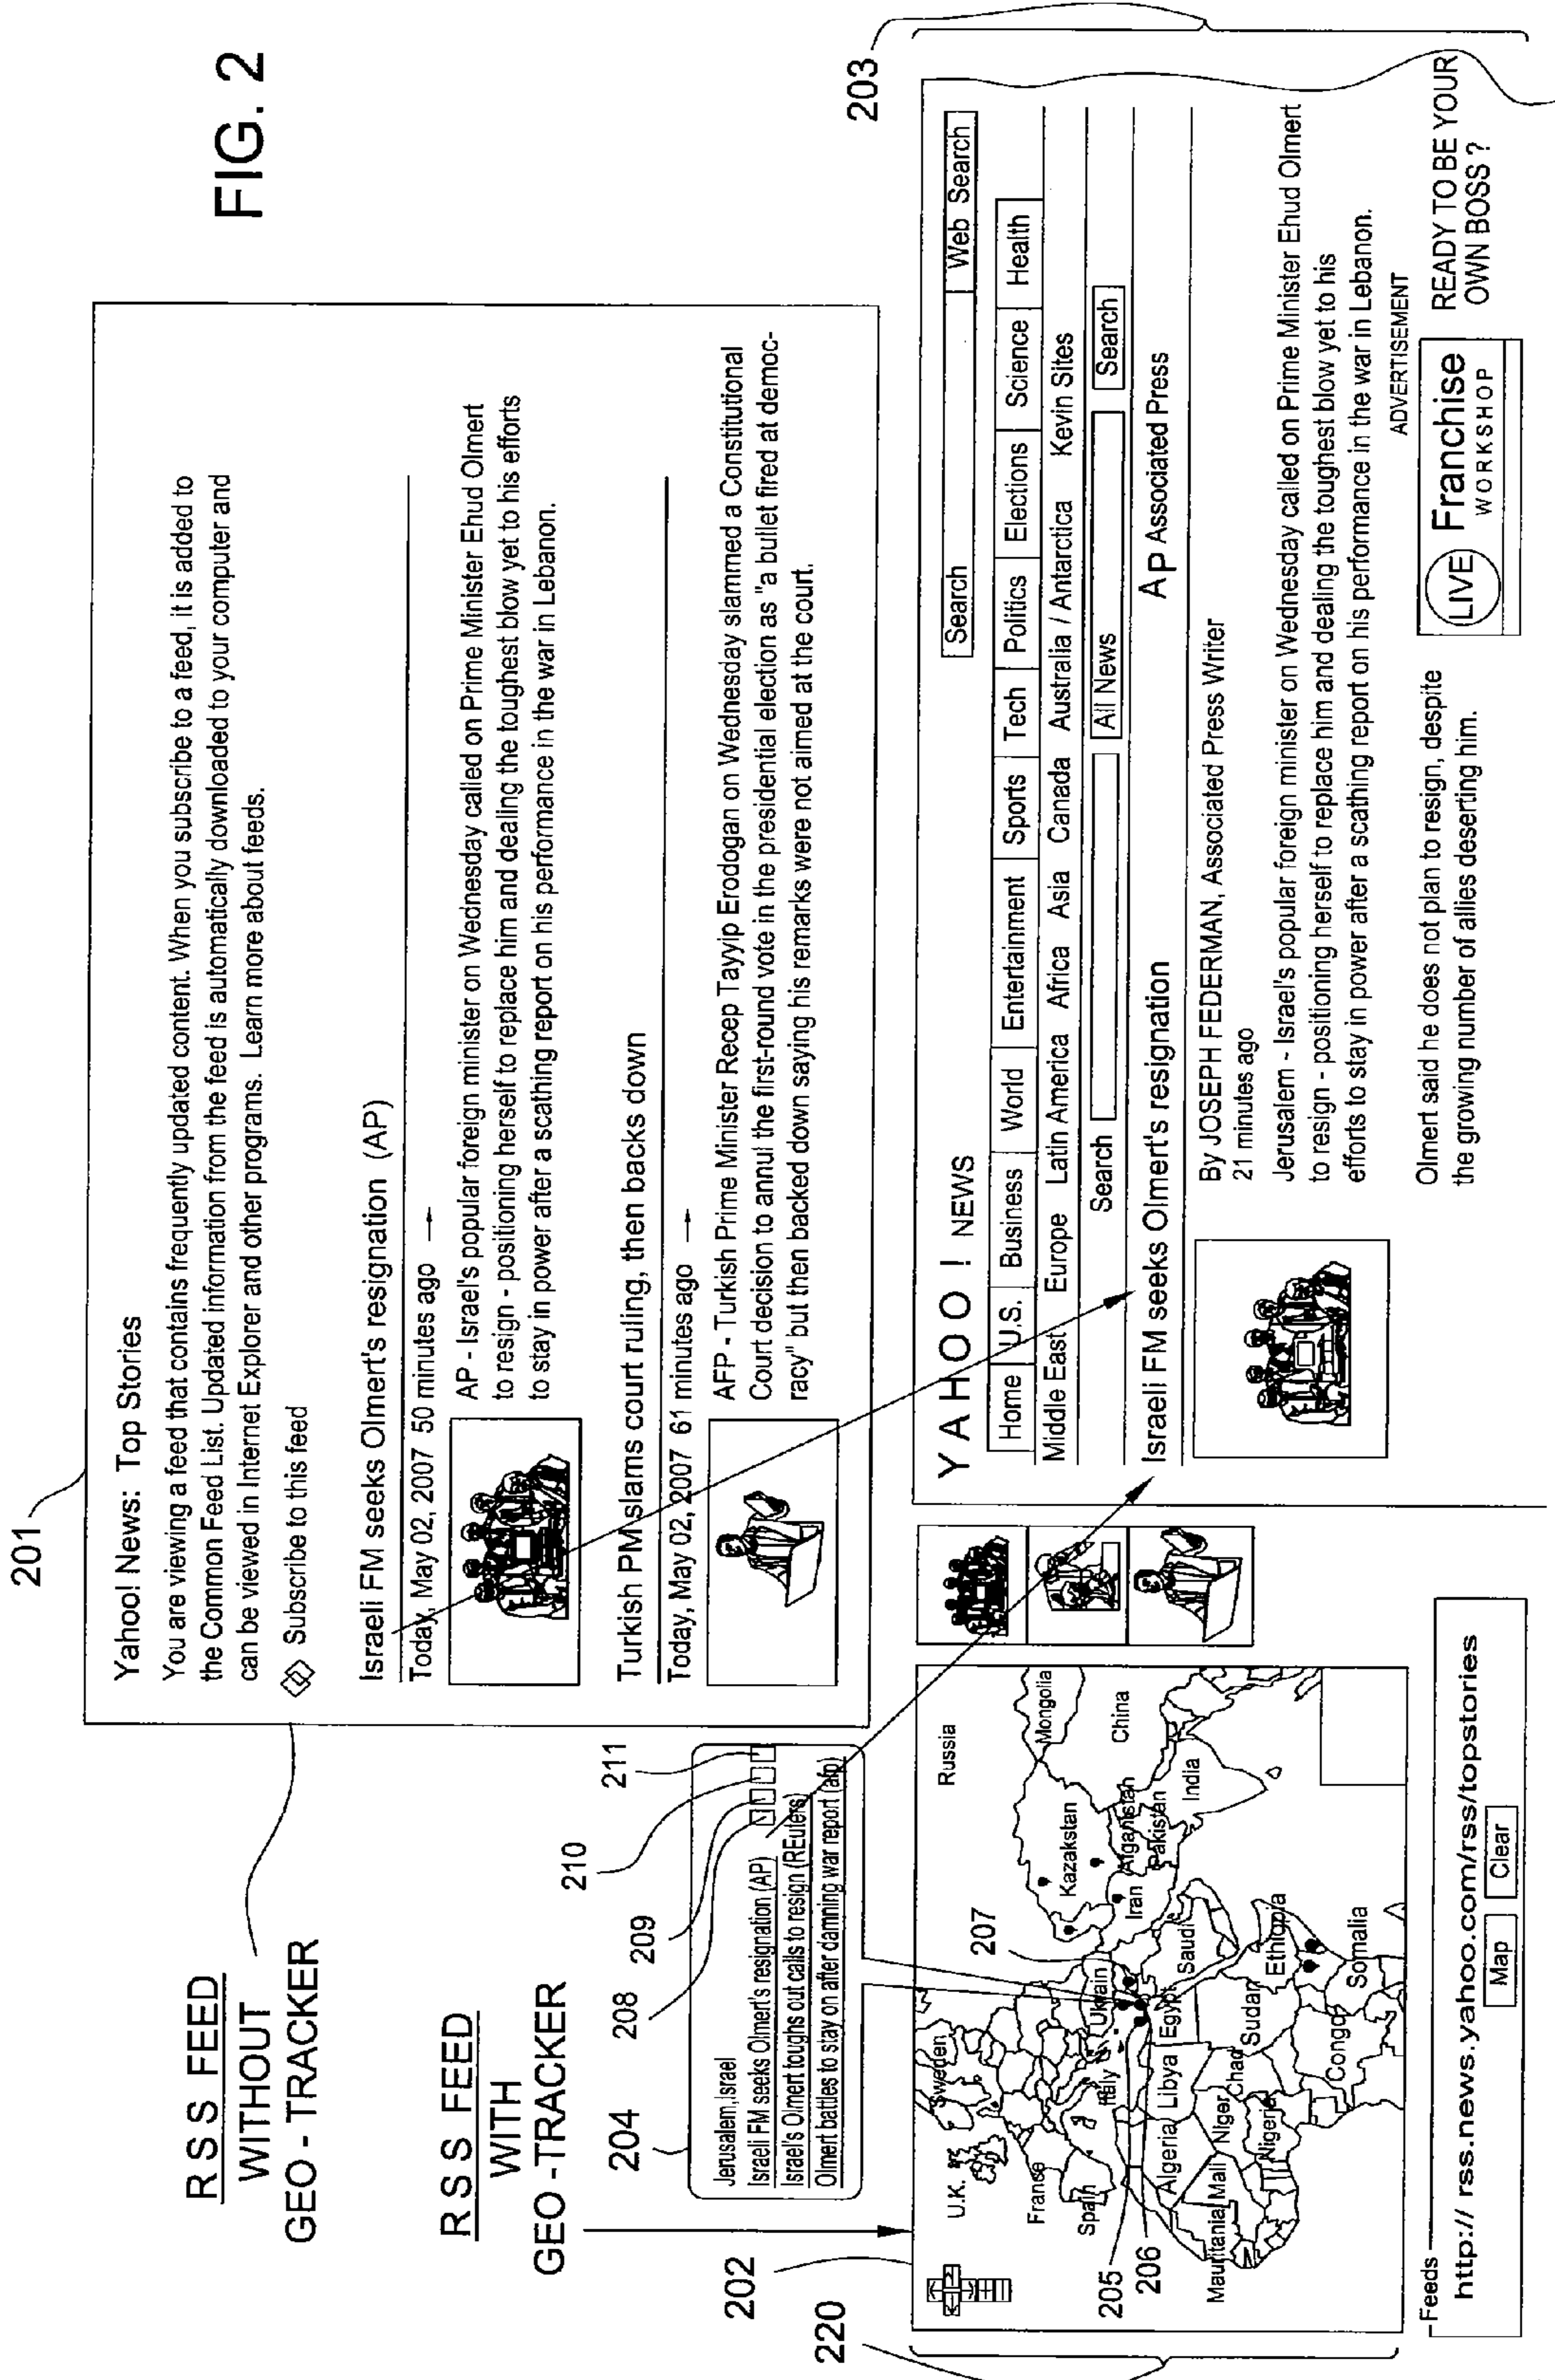 FIG. 2
201
Yahoo! News: Top Stories
You are viewing a feed that contains frequently updated content. When you subscribe to a feed, it is added to
the Common Feed List. Updated information from the feed is automatically downloaded to your computer and
can be viewed in Internet Explorer and other programs. Learn more about feeds.
Subscribe to this feed
Israeli FM seeks Olmert's resignation (AP)
Today, May 02, 2007 50 minutes ago
AP - Israel's popular foreign minister on Wednesday called on Prime Minister Ehud Olmert
to resign - positioning herself to replace him and dealing the toughest blow yet to his efforts
to stay in power after a scathing report on his performance in the war in Lebanon.
Turkish PM slams court ruling, then backs down
Today, May 02, 2007 61 minutes ago
AFP - Turkish Prime Minister Recep Tayyip Erodogan on Wednesday slammed a Constitutional
Court decision to annul the first-round vote in the presidential election as "a bullet fired at democ-
racy" but then backed down saying his remarks were not aimed at the court.
RSS FEED
WITHOUT
GEO - TRACKER
RSS FEED
WITH
GEO -TRACKER
204
208
209
210
211
Jerusalem,Israel
Israeli FM seeks Olmert's resignation (AP)
Israel's Olmert toughs out calls to resign (REuters)
Olmert battles to stay on after damning war report (afp)
202
220
207
205
206
Sweden
Russia
U.K.
France
Spain
Italy
Ukrain
Kazakstan
Mongolia
China
Iran
Afganistan
Pakistan
India
Saudi
Algeria
Libya
Egypt
Mauritania
Mali
Niger
Chad
Sudan
Ethiopia
Nigeria
Congo
Somalia
Feeds
http:// rss.news.yahoo.com/rss/topstories
Map
Clear
203
YAHOO ! NEWS
Search
Web Search
Home
U.S.
Business
World
Entertainment
Sports
Tech
Politics
Elections
Science
Health
Middle East Europe Latin America Africa Asia Canada Australia / Antarctica Kevin Sites
Search
All News
Search
Israeli FM seeks Olmert's resignation
AP Associated Press
By JOSEPH FEDERMAN, Associated Press Writer
21 minutes ago
Jerusalem - Israel's popular foreign minister on Wednesday called on Prime Minister Ehud Olmert
to resign - positioning herself to replace him and dealing the toughest blow yet to his
efforts to stay in power after a scathing report on his performance in the war in Lebanon.
ADVERTISEMENT
Olmert said he does not plan to resign, despite
the growing number of allies deserting him.
LIVE
Franchise
WORKSHOP
READY TO BE YOUR
OWN BOSS ?